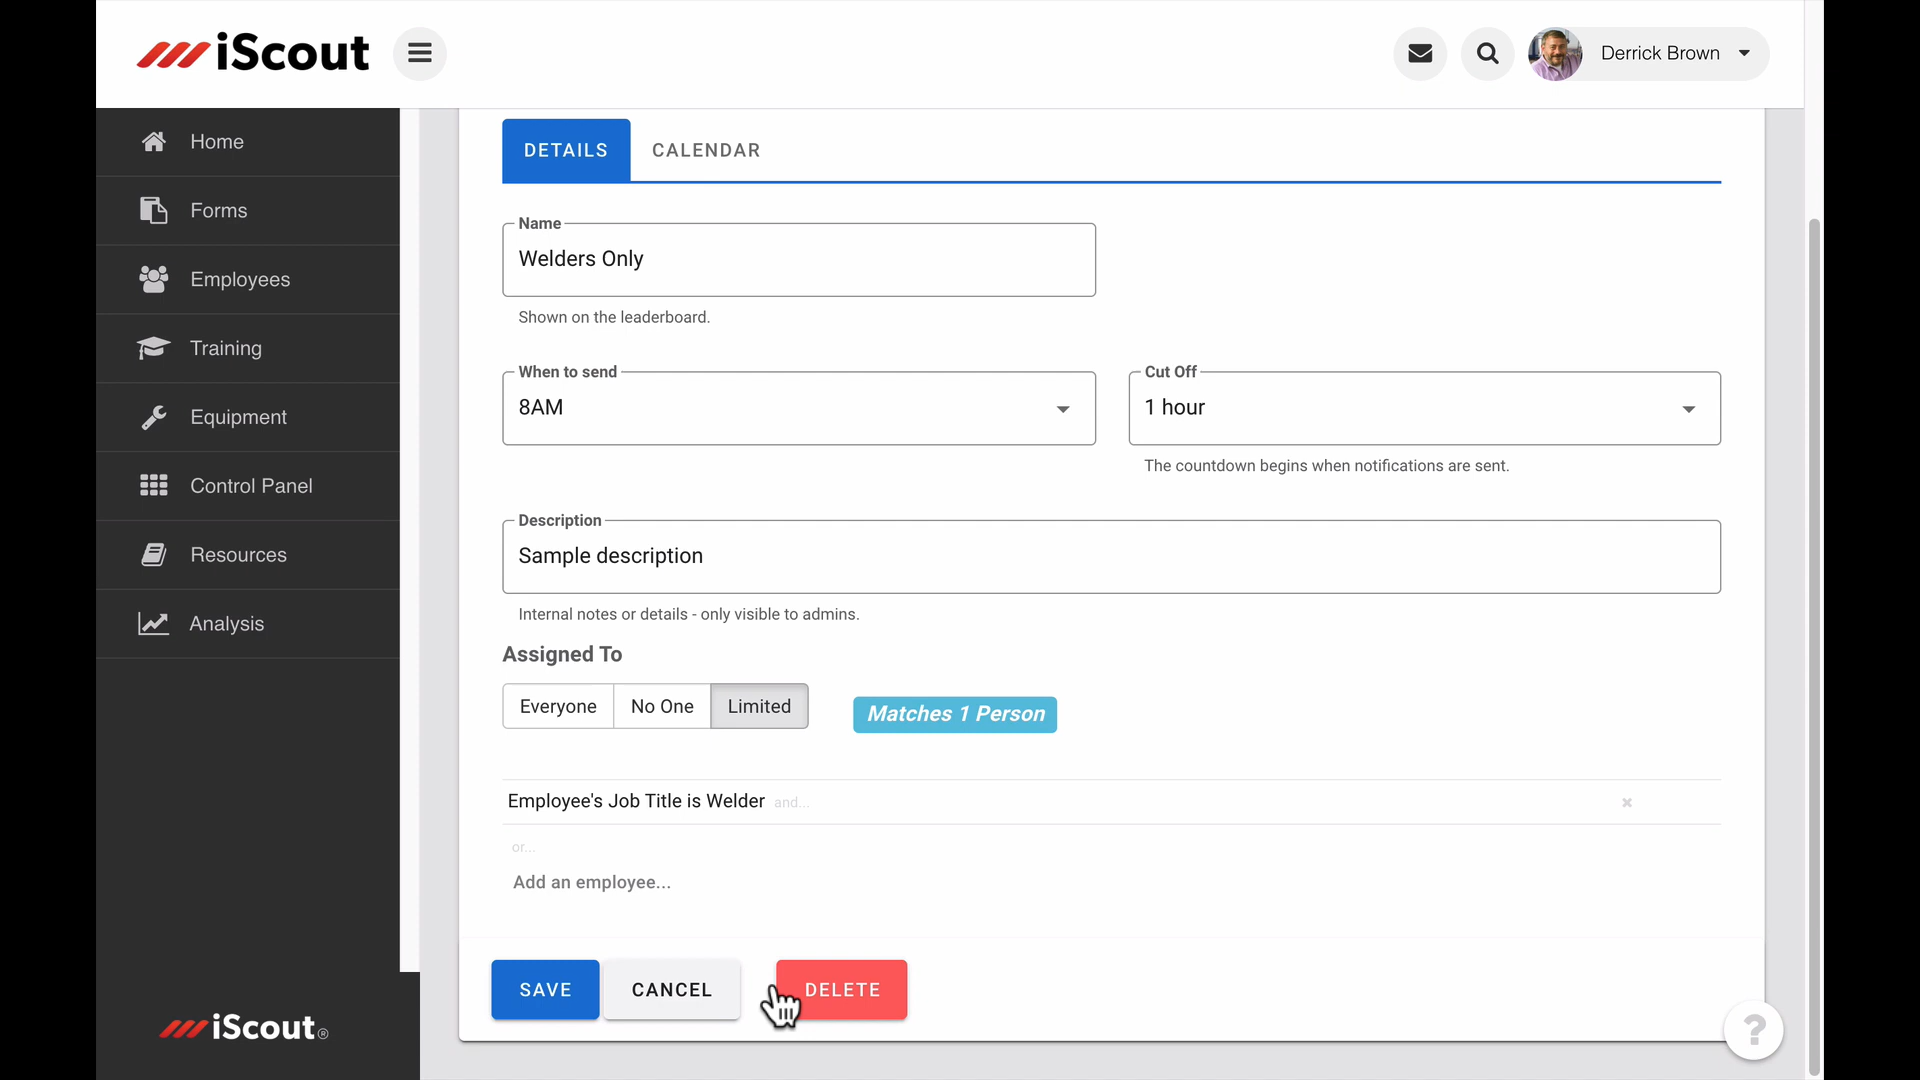 iScout
Derrick Brown
Home
Forms
Employees
Training
Equipment
Control Panel
Resources
Analysis
iScout®
DETAILS
CALENDAR
Name
Welders Only
Shown on the leaderboard.
When to send
8AM
Cut Off
1 hour
The countdown begins when notifications are sent.
Description
Sample description
Internal notes or details - only visible to admins.
Assigned To
Everyone
No One
Limited
Matches 1 Person
Employee's Job Title is Welder and...
or...
Add an employee...
SAVE
CANCEL
DELETE
?